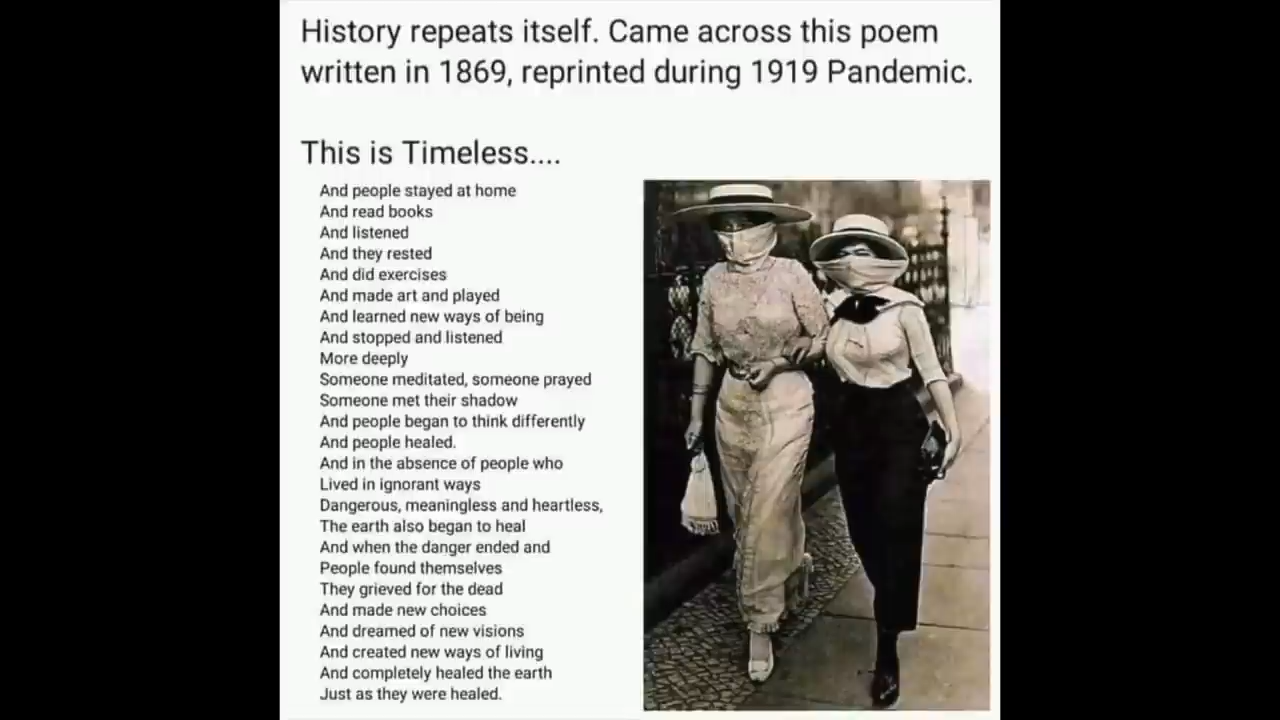 History repeats itself. Came across this poem
written in 1869, reprinted during 1919 Pandemic.
This is Timeless....
And people stayed at home
And read books
And listened
And they rested
And did exercises
And made art and played
And learned new ways of being
And stopped and listened
More deeply
Someone meditated, someone prayed
Someone met their shadow
And people began to think differently
And people healed.
And in the absence of people who
Lived in ignorant ways
Dangerous, meaningless and heartless,
The earth also began to heal
And when the danger ended and
People found themselves
They grieved for the dead
And made new choices
And dreamed of new visions
And created new ways of living
And completely healed the earth
Just as they were healed.